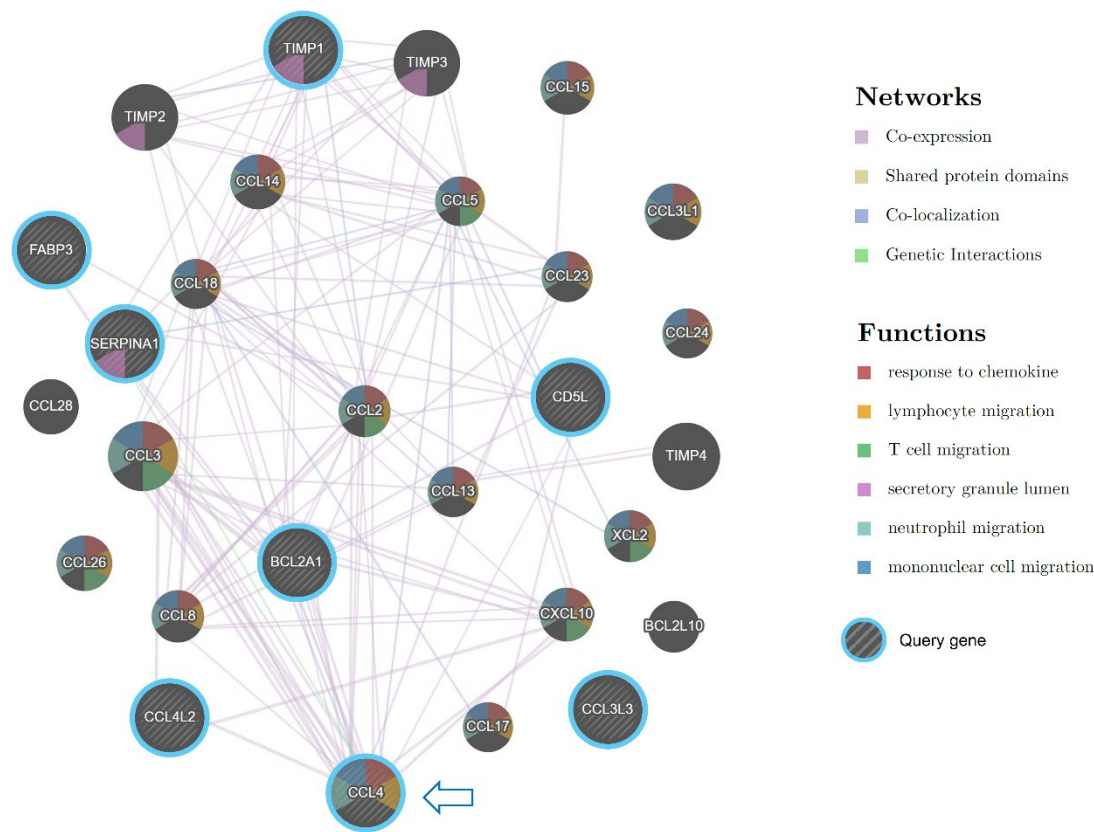 TIMP1
TIMP3
CCL15
TIMP2
CCL14
CCL5
CCL3L1
FABP3
CCL18
CCL23
SERPINA1
CCL24
CCL28
CCL2
CD5L
CCL3
TIMP4
CCL13
XCL2
CCL26
BCL2A1
CCL8
CXCL10
BCL2L10
CCL4L2
CCL3L3
CCL17
CCL4
Networks
Co-expression
Shared protein domains
Co-localization
Genetic Interactions
Functions
response to chemokine
lymphocyte migration
T cell migration
secretory granule lumen
neutrophil migration
mononuclear cell migration
Query gene